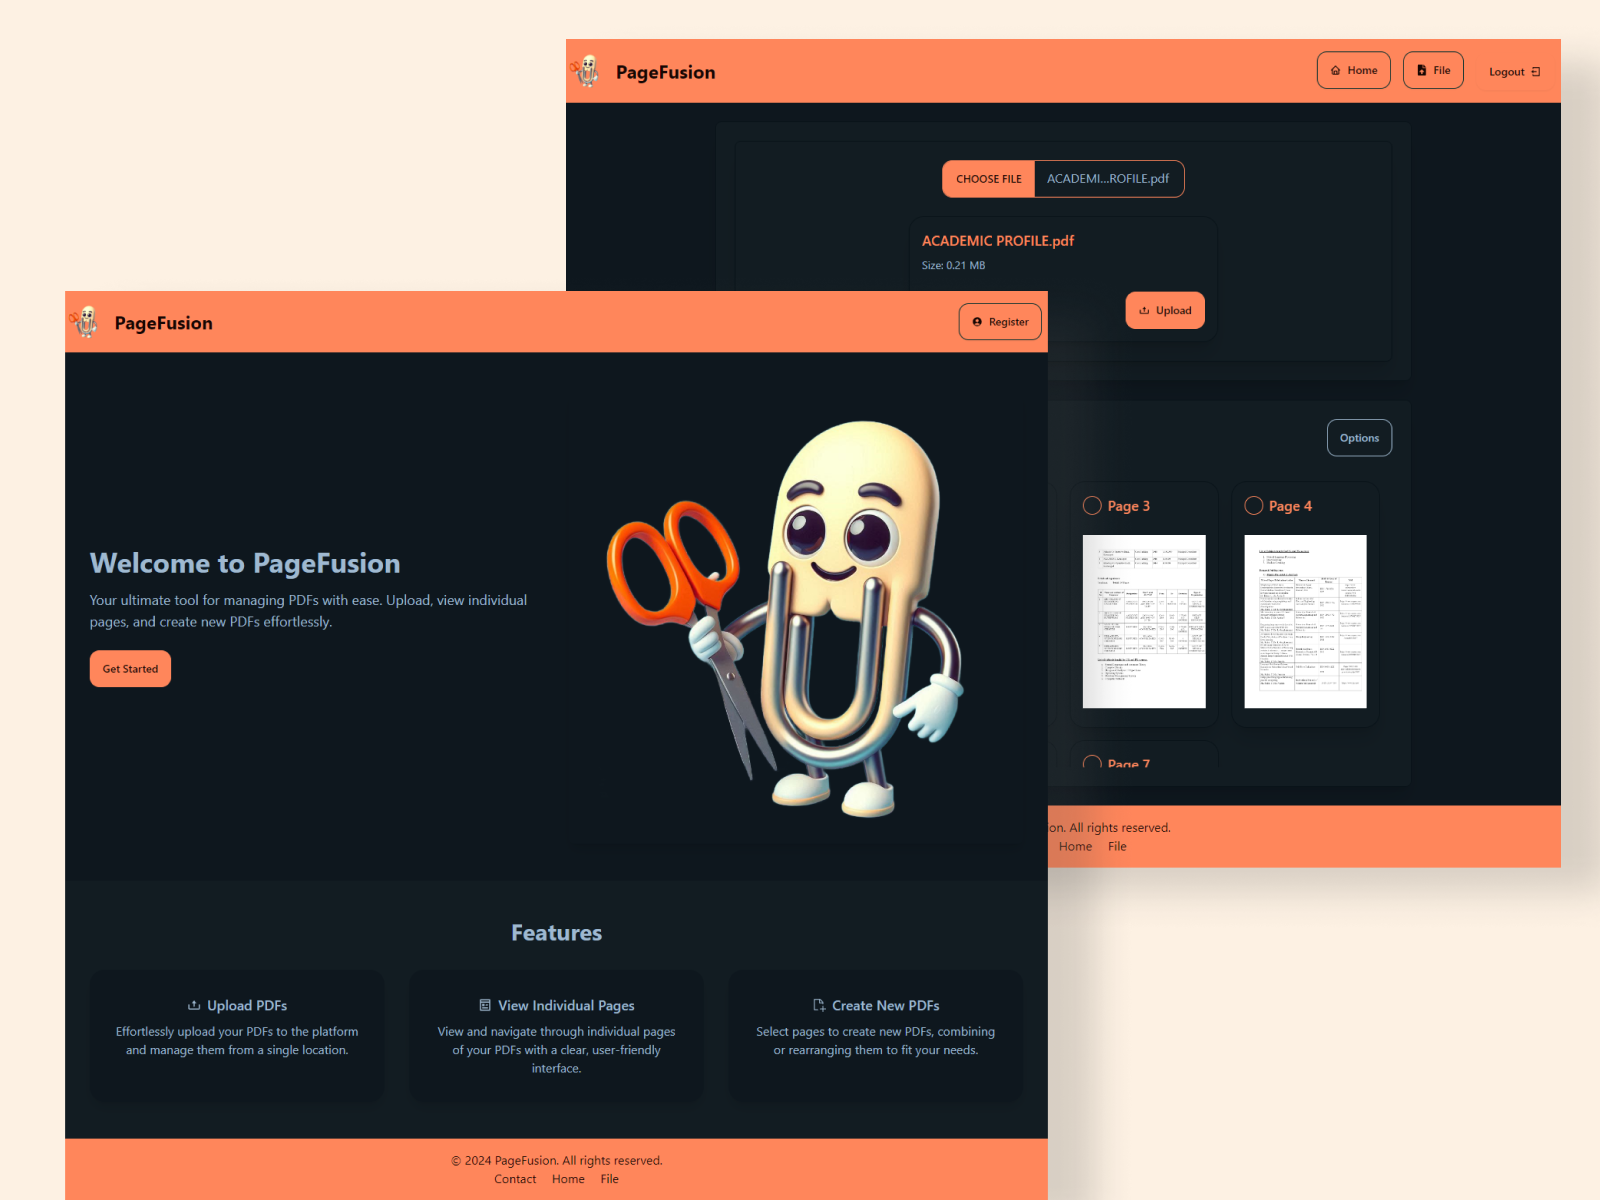 PageFusion
Home
File
Logout
CHOOSE FILE
ACADEMI...ROFILE.pdf
ACADEMIC PROFILE.pdf
Size: 0.21 MB
Upload
Options
Page 3
Page 4
Page 7
ion. All rights reserved.
Home File
PageFusion
Register
Welcome to PageFusion
Your ultimate tool for managing PDFs with ease. Upload, view individual
pages, and create new PDFs effortlessly.
Get Started
Features
Upload PDFs
Effortlessly upload your PDFs to the platform
and manage them from a single location.
View Individual Pages
View and navigate through individual pages
of your PDFs with a clear, user-friendly
interface.
Create New PDFs
Select pages to create new PDFs, combining
or rearranging them to fit your needs.
© 2024 PageFusion. All rights reserved.
Contact Home File